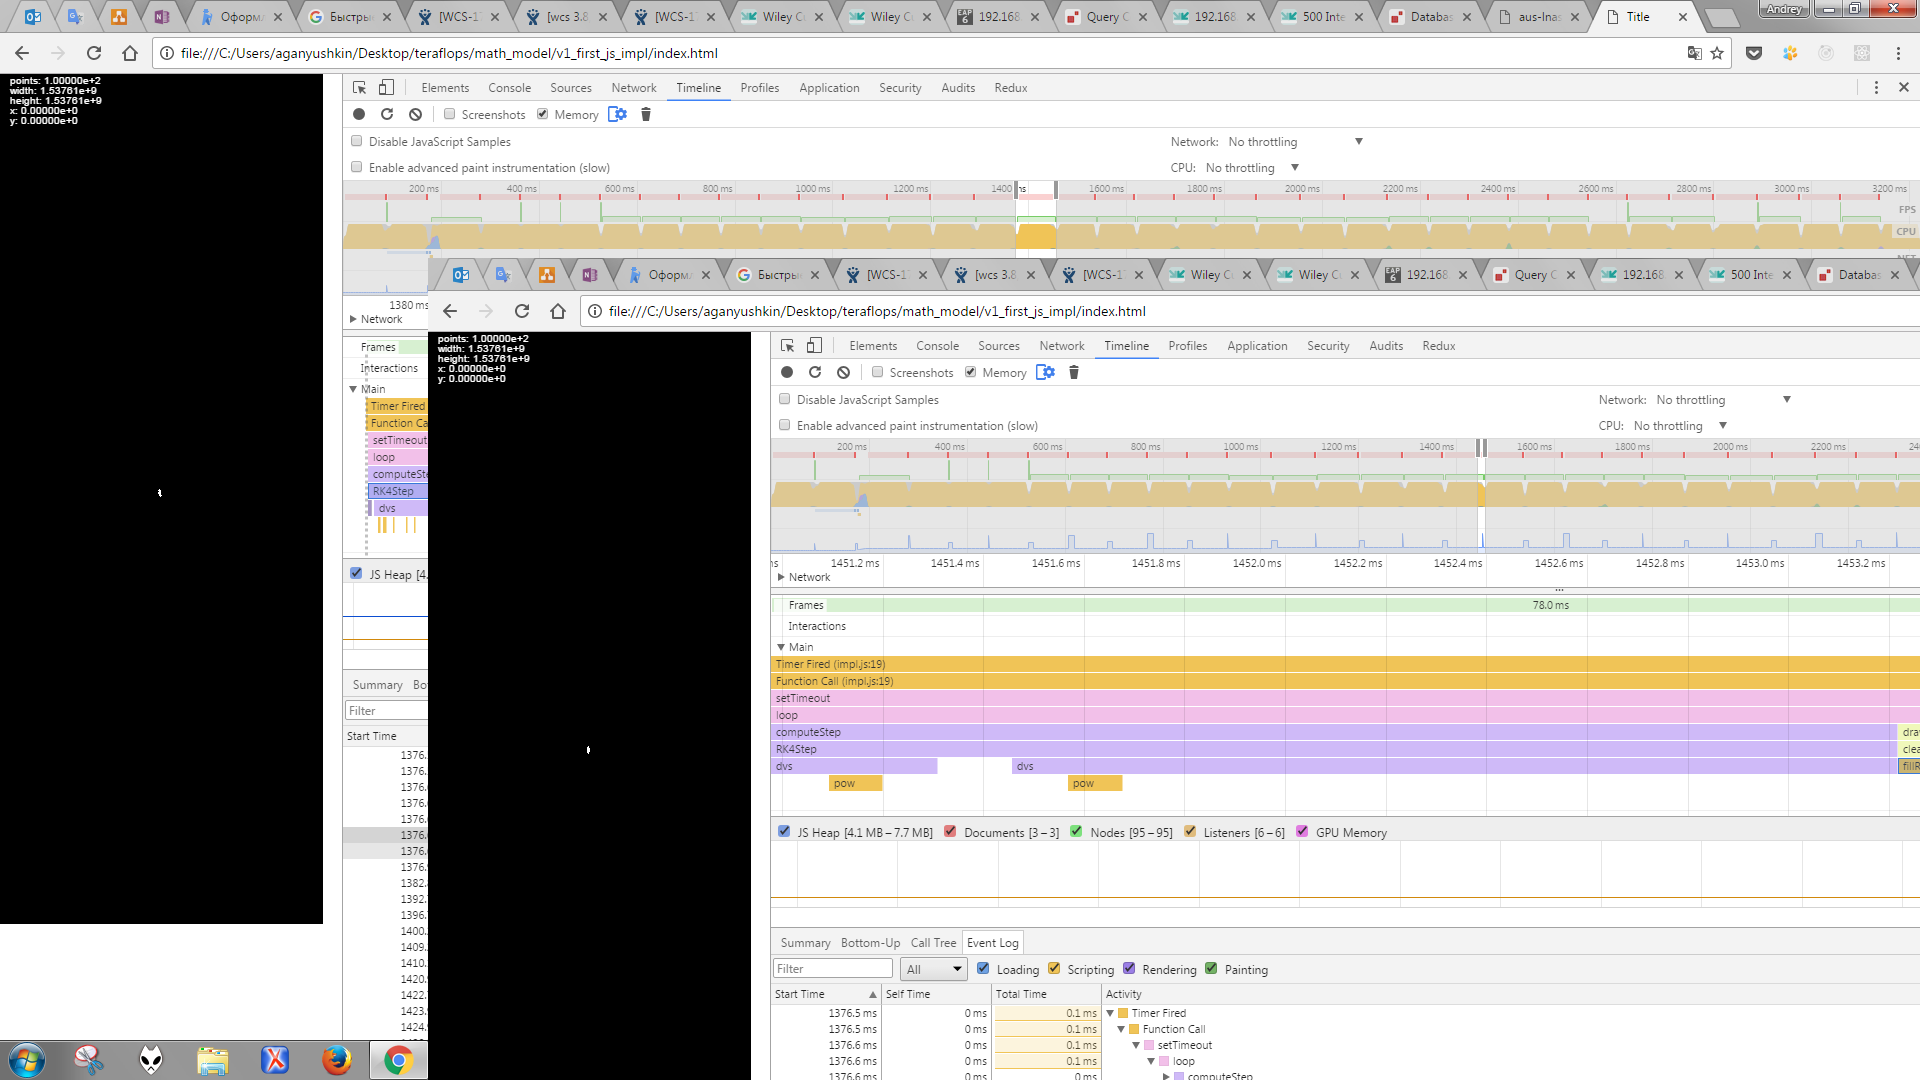 Оформл
Быстры
[WCS-1
[wcs 3.8
[WCS-1
Wiley C
Wiley C
192.168
Query C
192.168
500 Inte
Databas
aus-lnas
Title
Andrey
file:///C:/Users/aganyushkin/Desktop/teraflops/math_model/v1_first_js_impl/index.html
points: 1.00000e+2
width: 1.53761e+9
height: 1.53761e+9
x: 0.00000e+0
y: 0.00000e+0
Elements Console Sources Network Timeline Profiles Application Security Audits Redux
Screenshots Memory
Disable JavaScript Samples
Network: No throttling
Enable advanced paint instrumentation (slow)
CPU: No throttling
200 ms 400 ms 600 ms 800 ms 1000 ms 1200 ms 1400 ms 1600 ms 1800 ms 2000 ms 2200 ms 2400 ms 2600 ms 2800 ms 3000 ms 3200 ms
FPS
CPU
NET
1380 ms
Network
Frames
Interactions
Main
Timer Fired
Function Ca
setTimeout
loop
computeSte
RK4Step
dvs
JS Heap [4.
Summary Bo
Filter
Start Time
1376.
1376.
1376.
1376.
1376.
1376.
1376.
1376.
1382.
1392.
1396.
1400.
1409.
1410.
1420.
1422.
1423.
1424.
Оформл
Быстры
[WCS-1
[wcs 3.8
[WCS-1
Wiley C
Wiley C
192.168
Query C
192.168
500 Inte
Databas
file:///C:/Users/aganyushkin/Desktop/teraflops/math_model/v1_first_js_impl/index.html
points: 1.00000e+2
width: 1.53761e+9
height: 1.53761e+9
x: 0.00000e+0
y: 0.00000e+0
Elements Console Sources Network Timeline Profiles Application Security Audits Redux
Screenshots Memory
Disable JavaScript Samples
Network: No throttling
Enable advanced paint instrumentation (slow)
CPU: No throttling
200 ms 400 ms 600 ms 800 ms 1000 ms 1200 ms 1400 ms 1600 ms 1800 ms 2000 ms 2200 ms 240
ms 1451.2 ms 1451.4 ms 1451.6 ms 1451.8 ms 1452.0 ms 1452.2 ms 1452.4 ms 1452.6 ms 1452.8 ms 1453.0 ms 1453.2 ms
Network
...
Frames 78.0 ms
Interactions
Main
Timer Fired (impl.js:19)
Function Call (impl.js:19)
setTimeout
loop
computeStep dra
RK4Step clea
dvs dvs fillR
pow pow
JS Heap [4.1 MB – 7.7 MB] Documents [3 – 3] Nodes [95 – 95] Listeners [6 – 6] GPU Memory
Summary Bottom-Up Call Tree Event Log
Filter All Loading Scripting Rendering Painting
Start Time Self Time Total Time Activity
1376.5 ms 0 ms 0.1 ms Timer Fired
1376.5 ms 0 ms 0.1 ms Function Call
1376.6 ms 0 ms 0.1 ms setTimeout
1376.6 ms 0 ms 0.1 ms loop
1376.6 ms 0 ms 0 ms computeStep